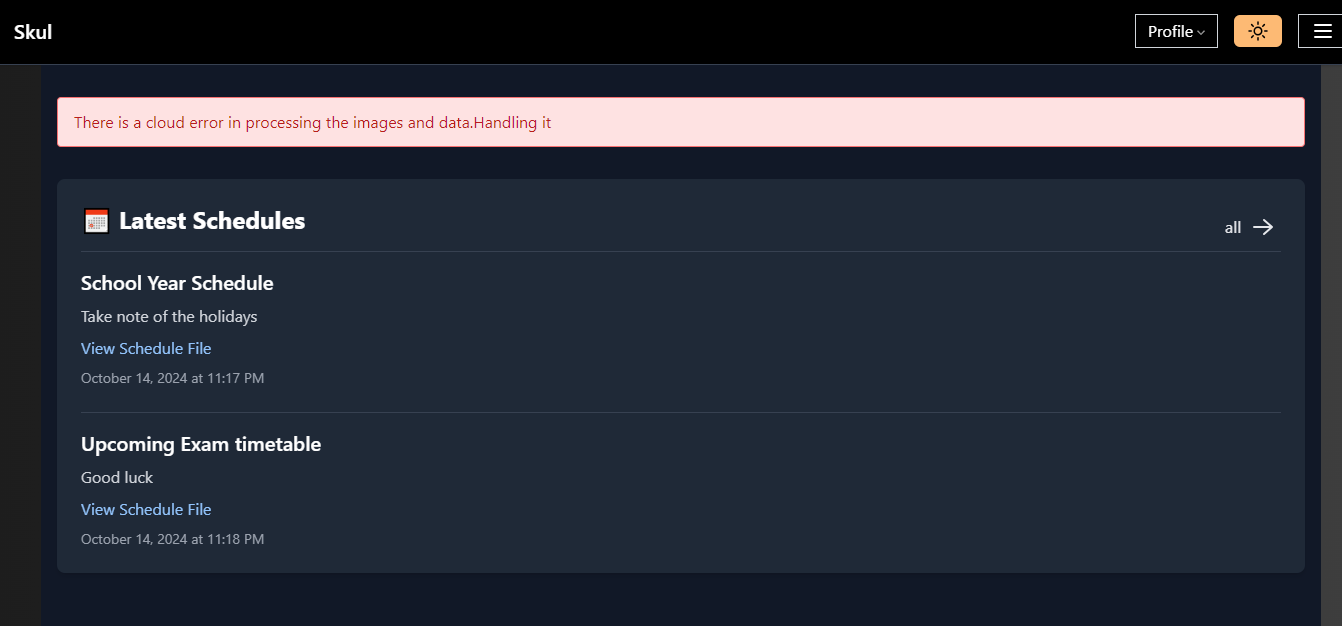 Skul
Profile
There is a cloud error in processing the images and data.Handling it
Latest Schedules
all
School Year Schedule
Take note of the holidays
View Schedule File
October 14, 2024 at 11:17 PM
Upcoming Exam timetable
Good luck
View Schedule File
October 14, 2024 at 11:18 PM